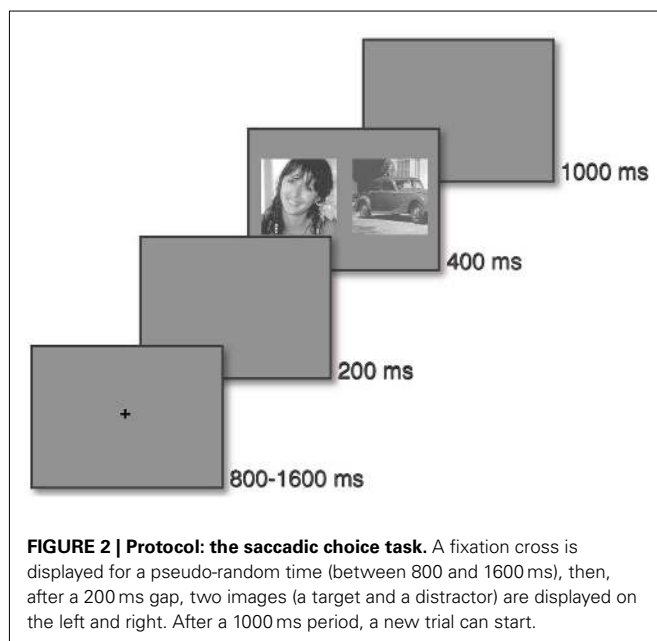 1000 ms
400 ms
200 ms
+
800-1600 ms
FIGURE 2 | Protocol: the saccadic choice task. A fixation cross is
displayed for a pseudo-random time (between 800 and 1600 ms), then,
after a 200 ms gap, two images (a target and a distractor) are displayed on
the left and right. After a 1000 ms period, a new trial can start.